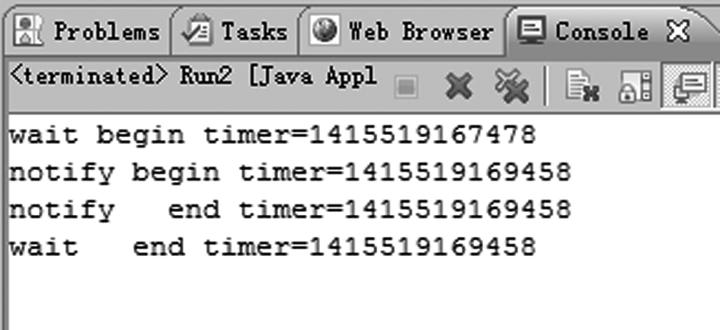 Problems Tasks Web Browser Console
<terminated> Run2 [Java Appl
wait begin timer=1415519167478
notify begin timer=1415519169458
notify   end timer=1415519169458
wait   end timer=1415519169458